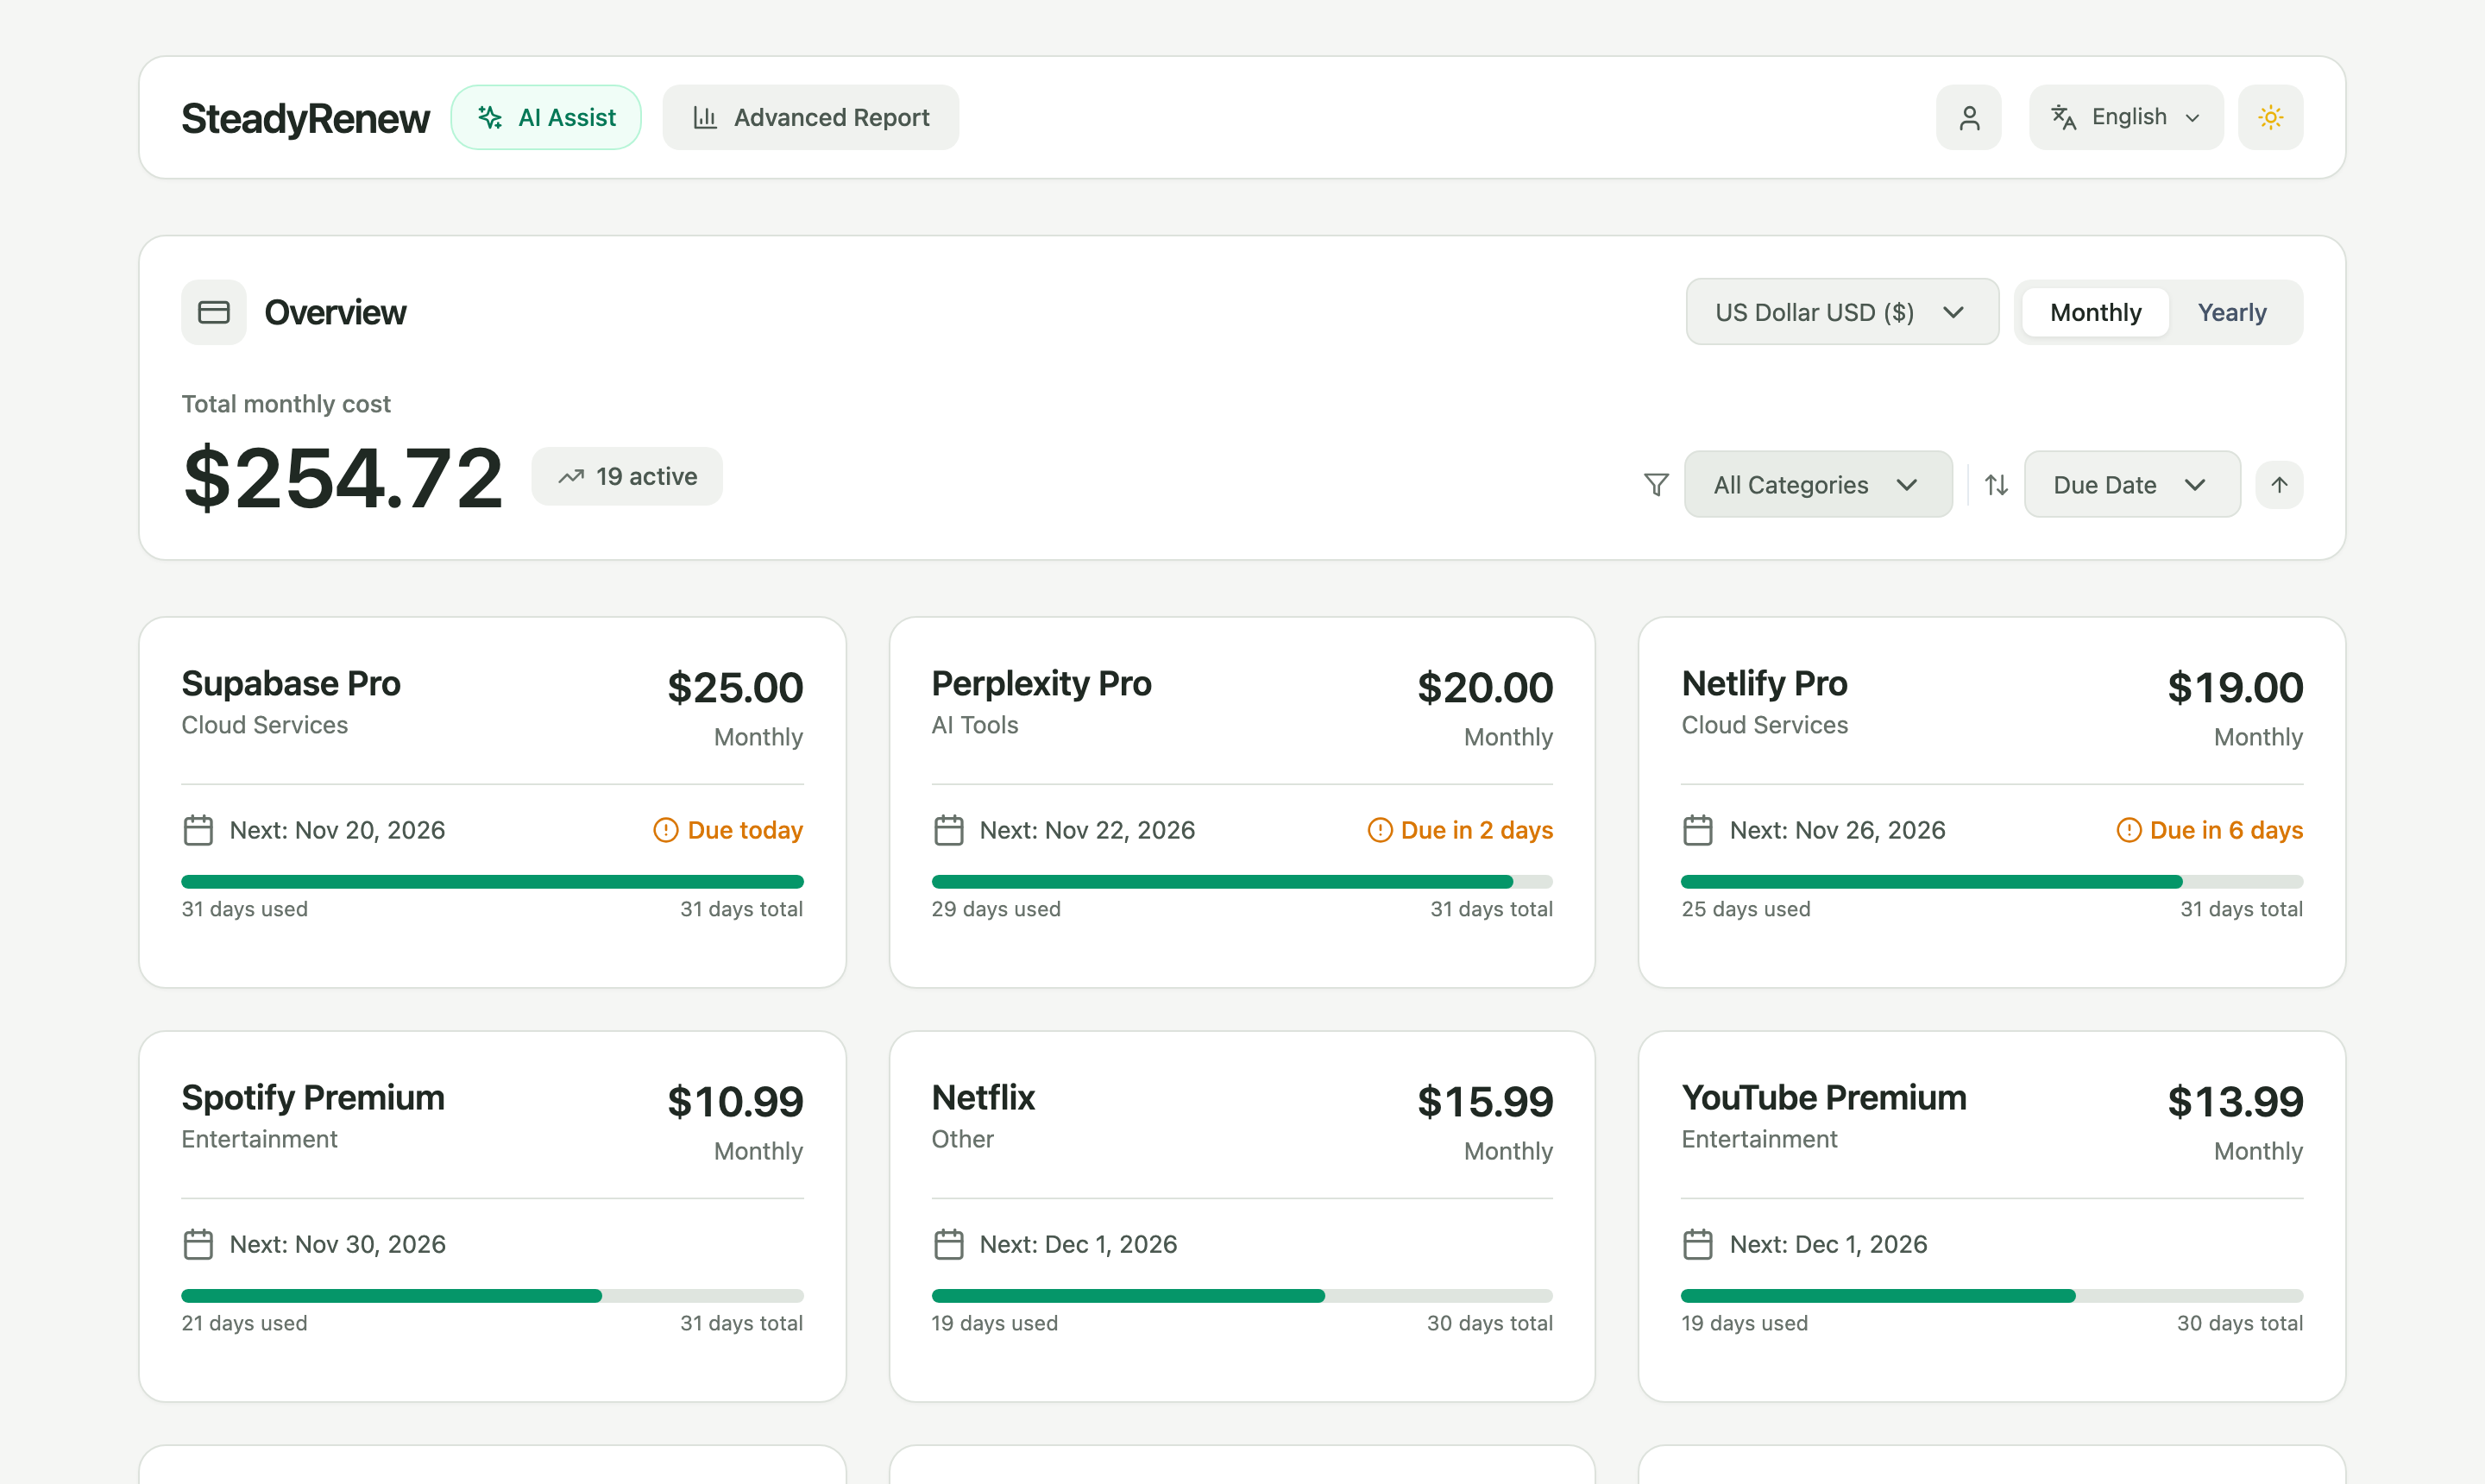 SteadyRenew
AI Assist
Advanced Report
English
Overview
US Dollar USD ($)
Monthly
Yearly
Total monthly cost
$254.72
19 active
All Categories
Due Date
Supabase Pro
$25.00
Cloud Services
Monthly
Next: Nov 20, 2026
Due today
31 days used
31 days total
Perplexity Pro
$20.00
AI Tools
Monthly
Next: Nov 22, 2026
Due in 2 days
29 days used
31 days total
Netlify Pro
$19.00
Cloud Services
Monthly
Next: Nov 26, 2026
Due in 6 days
25 days used
31 days total
Spotify Premium
$10.99
Entertainment
Monthly
Next: Nov 30, 2026
21 days used
31 days total
Netflix
$15.99
Other
Monthly
Next: Dec 1, 2026
19 days used
30 days total
YouTube Premium
$13.99
Entertainment
Monthly
Next: Dec 1, 2026
19 days used
30 days total